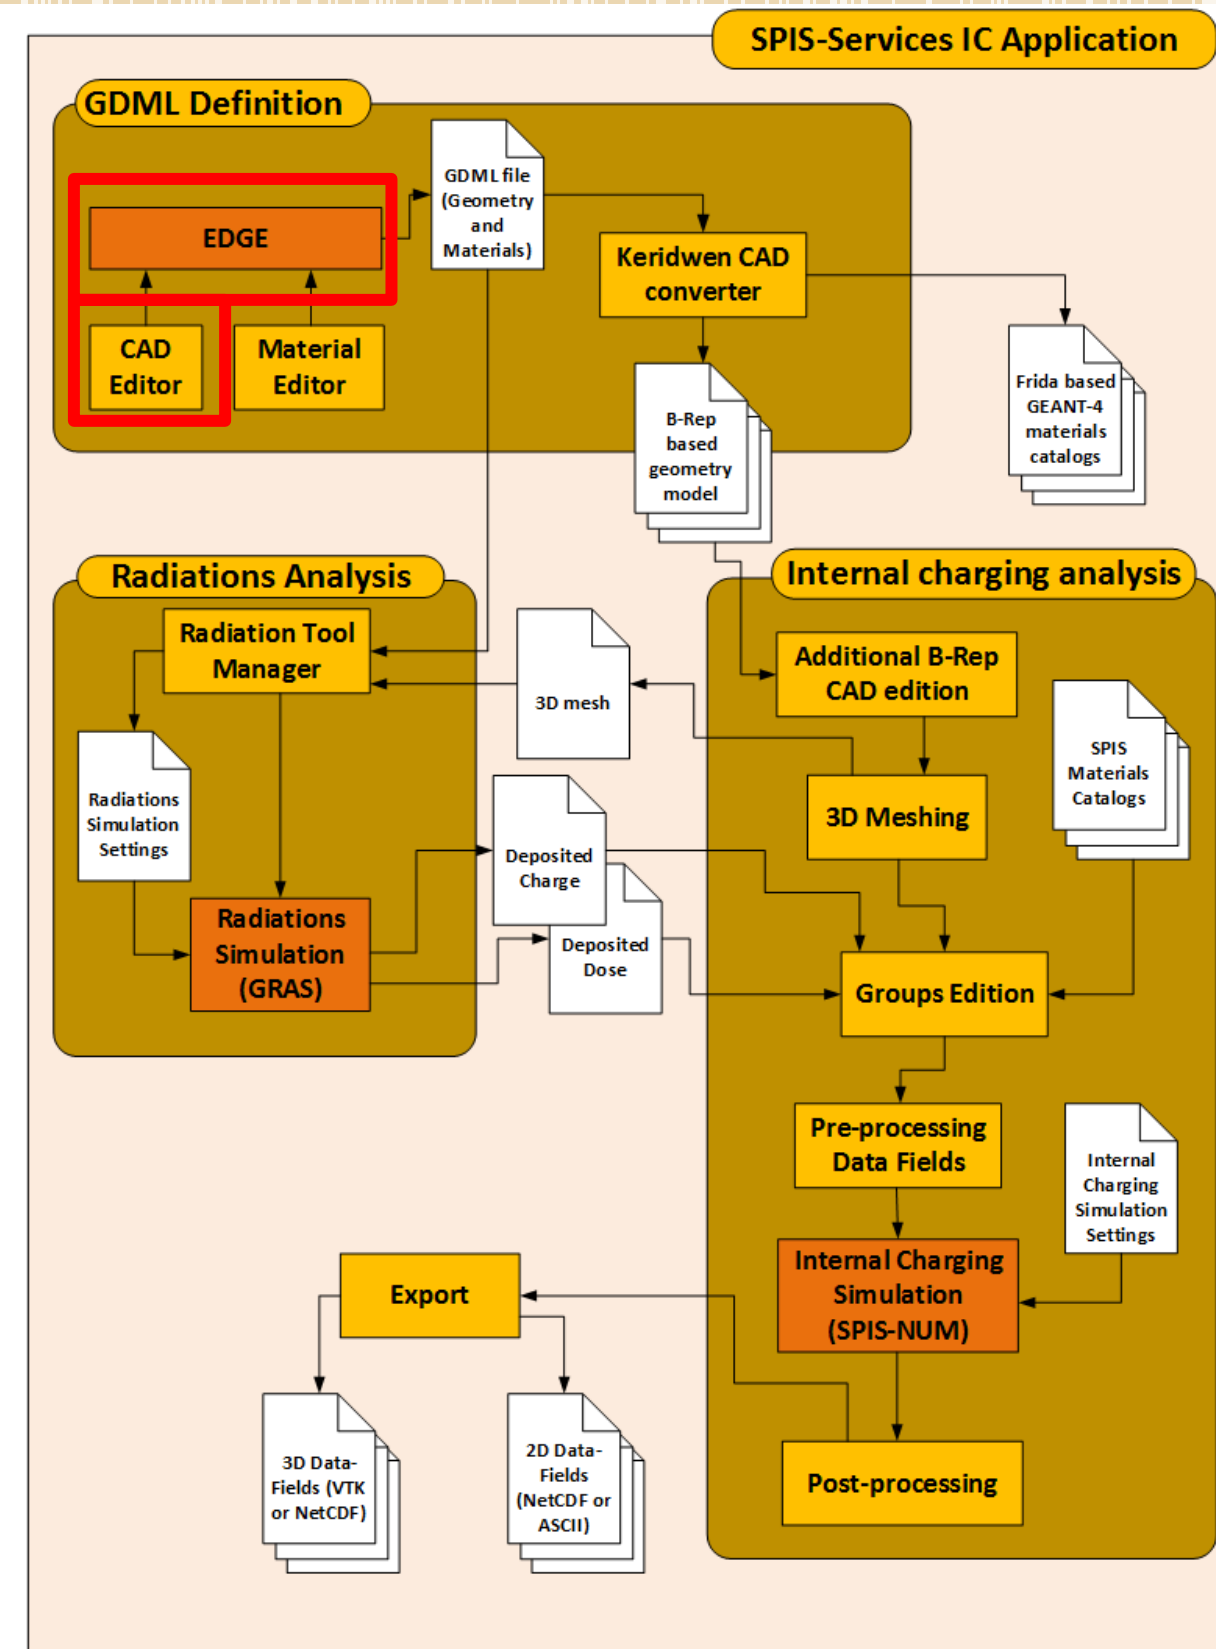 SPIS-Services IC Application
GDML Definition
GDML file
(Geometry
and
Materials)
EDGE
Keridwen CAD
converter
CAD
Editor
Material
Editor
Frida based
GEANT-4
materials
catalogs
B-Rep
based
geometry
model
Radiations Analysis
Internal charging analysis
Radiation Tool
Manager
3D mesh
Additional B-Rep
CAD edition
SPIS
Materials
Catalogs
Radiations
Simulation
Settings
3D Meshing
Deposited
Charge
Radiations
Simulation
(GRAS)
Deposited
Dose
Groups Edition
Pre-processing
Data Fields
Internal
Charging
Simulation
Settings
Internal Charging
Simulation
(SPIS-NUM)
Export
3D Data-
Fields (VTK
or NetCDF)
2D Data-
Fields
(NetCDF or
ASCII)
Post-processing